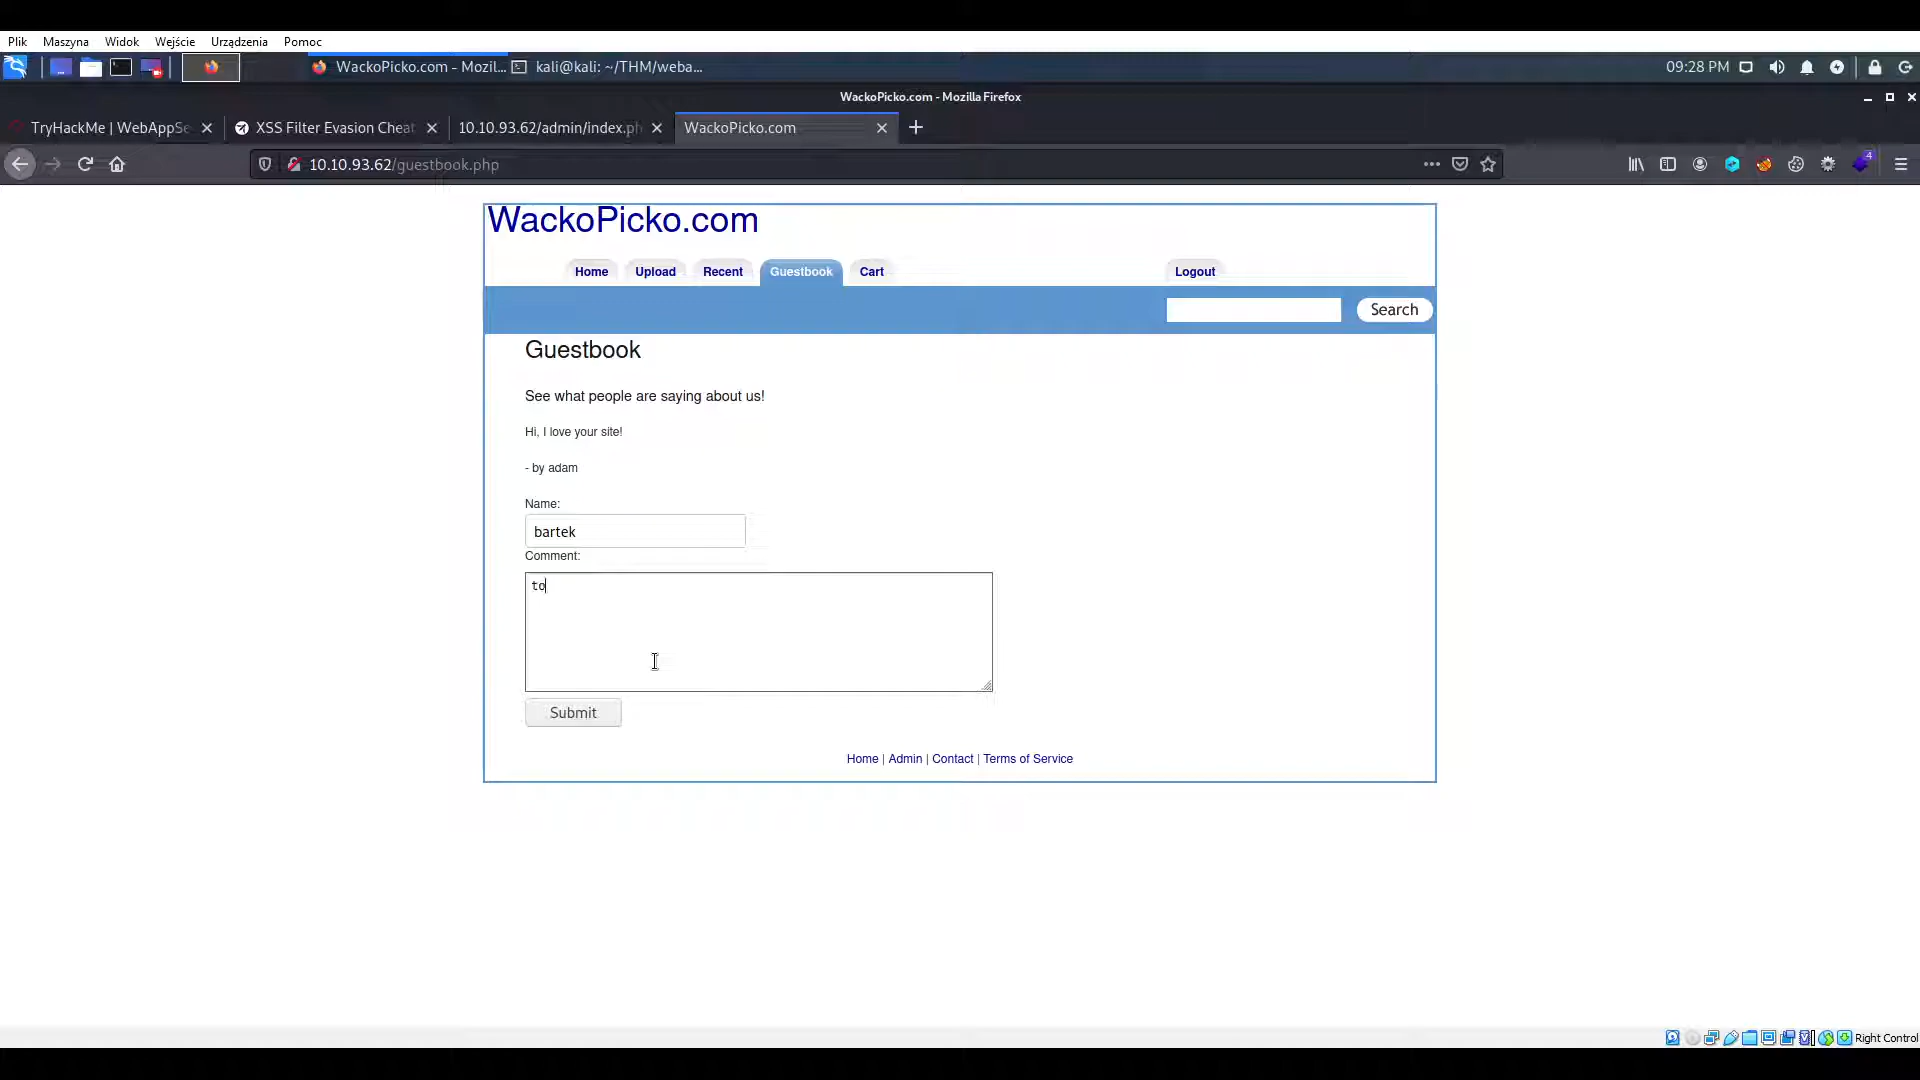 Plik Maszyna Widok Wejście Urządzenia Pomoc
WackoPicko.com - Mozil... kali@kali: ~/THM/weba... 09:28 PM
WackoPicko.com - Mozilla Firefox
TryHackMe | WebAppSe XSS Filter Evasion Cheat 10.10.93.62/admin/index.ph WackoPicko.com
10.10.93.62/guestbook.php 4
WackoPicko.com
Home Upload Recent Guestbook Cart Logout
Search
Guestbook
See what people are saying about us!
Hi, I love your site!
- by adam
Name:
bartek
Comment:
to
Submit
Home | Admin | Contact | Terms of Service
Right Control